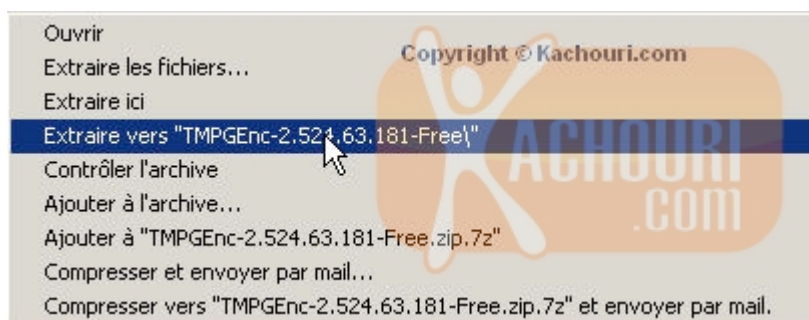 Ouvrir
Copyright © Kachouri.com
Extraire les fichiers...
Extraire ici
Extraire vers "TMPGEnc-2.524.63.181-Free\"
KACHOURI
.COM
Contrôler l'archive
Ajouter à l'archive...
Ajouter à "TMPGEnc-2.524.63.181-Free.zip.7z"
Compresser et envoyer par mail...
Compresser vers "TMPGEnc-2.524.63.181-Free.zip.7z" et envoyer par mail.